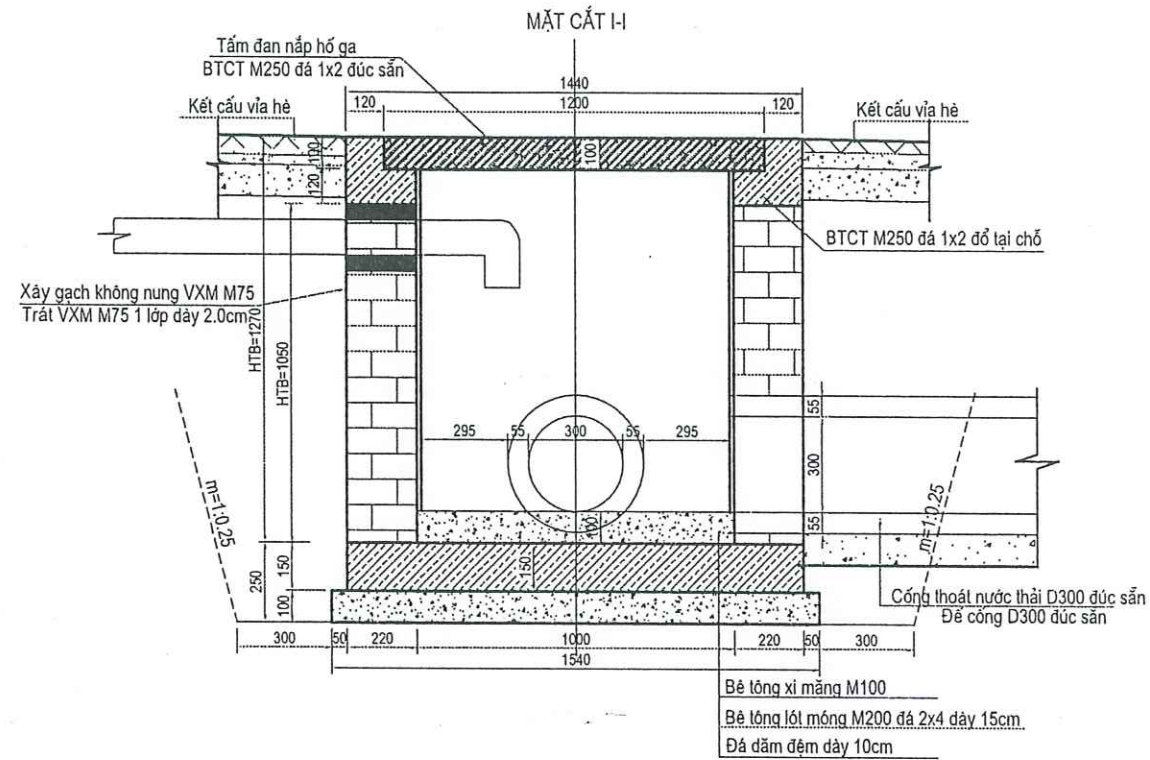 MẶT CẮT I-I
Tấm đan nắp hố ga
BTCT M250 đá 1x2 đúc sẵn
1440
120
1200
120
Kết cấu vỉa hè
Kết cấu vỉa hè
100
100
120
BTCT M250 đá 1x2 đổ tại chỗ
Xây gạch không nung VXM M75
Trát VXM M75 1 lớp dày 2.0cm
HTB=1270
HTB=1050
295
55
300
55
295
55
300
55
m=1:0.25
m=1:0.25
100
150
250
150
100
Cống thoát nước thải D300 đúc sẵn
Đế cống D300 đúc sẵn
300
50
220
1000
220
50
300
1540
Bê tông xi măng M100
Bê tông lót móng M200 đá 2x4 dày 15cm
Đá dăm đệm dày 10cm